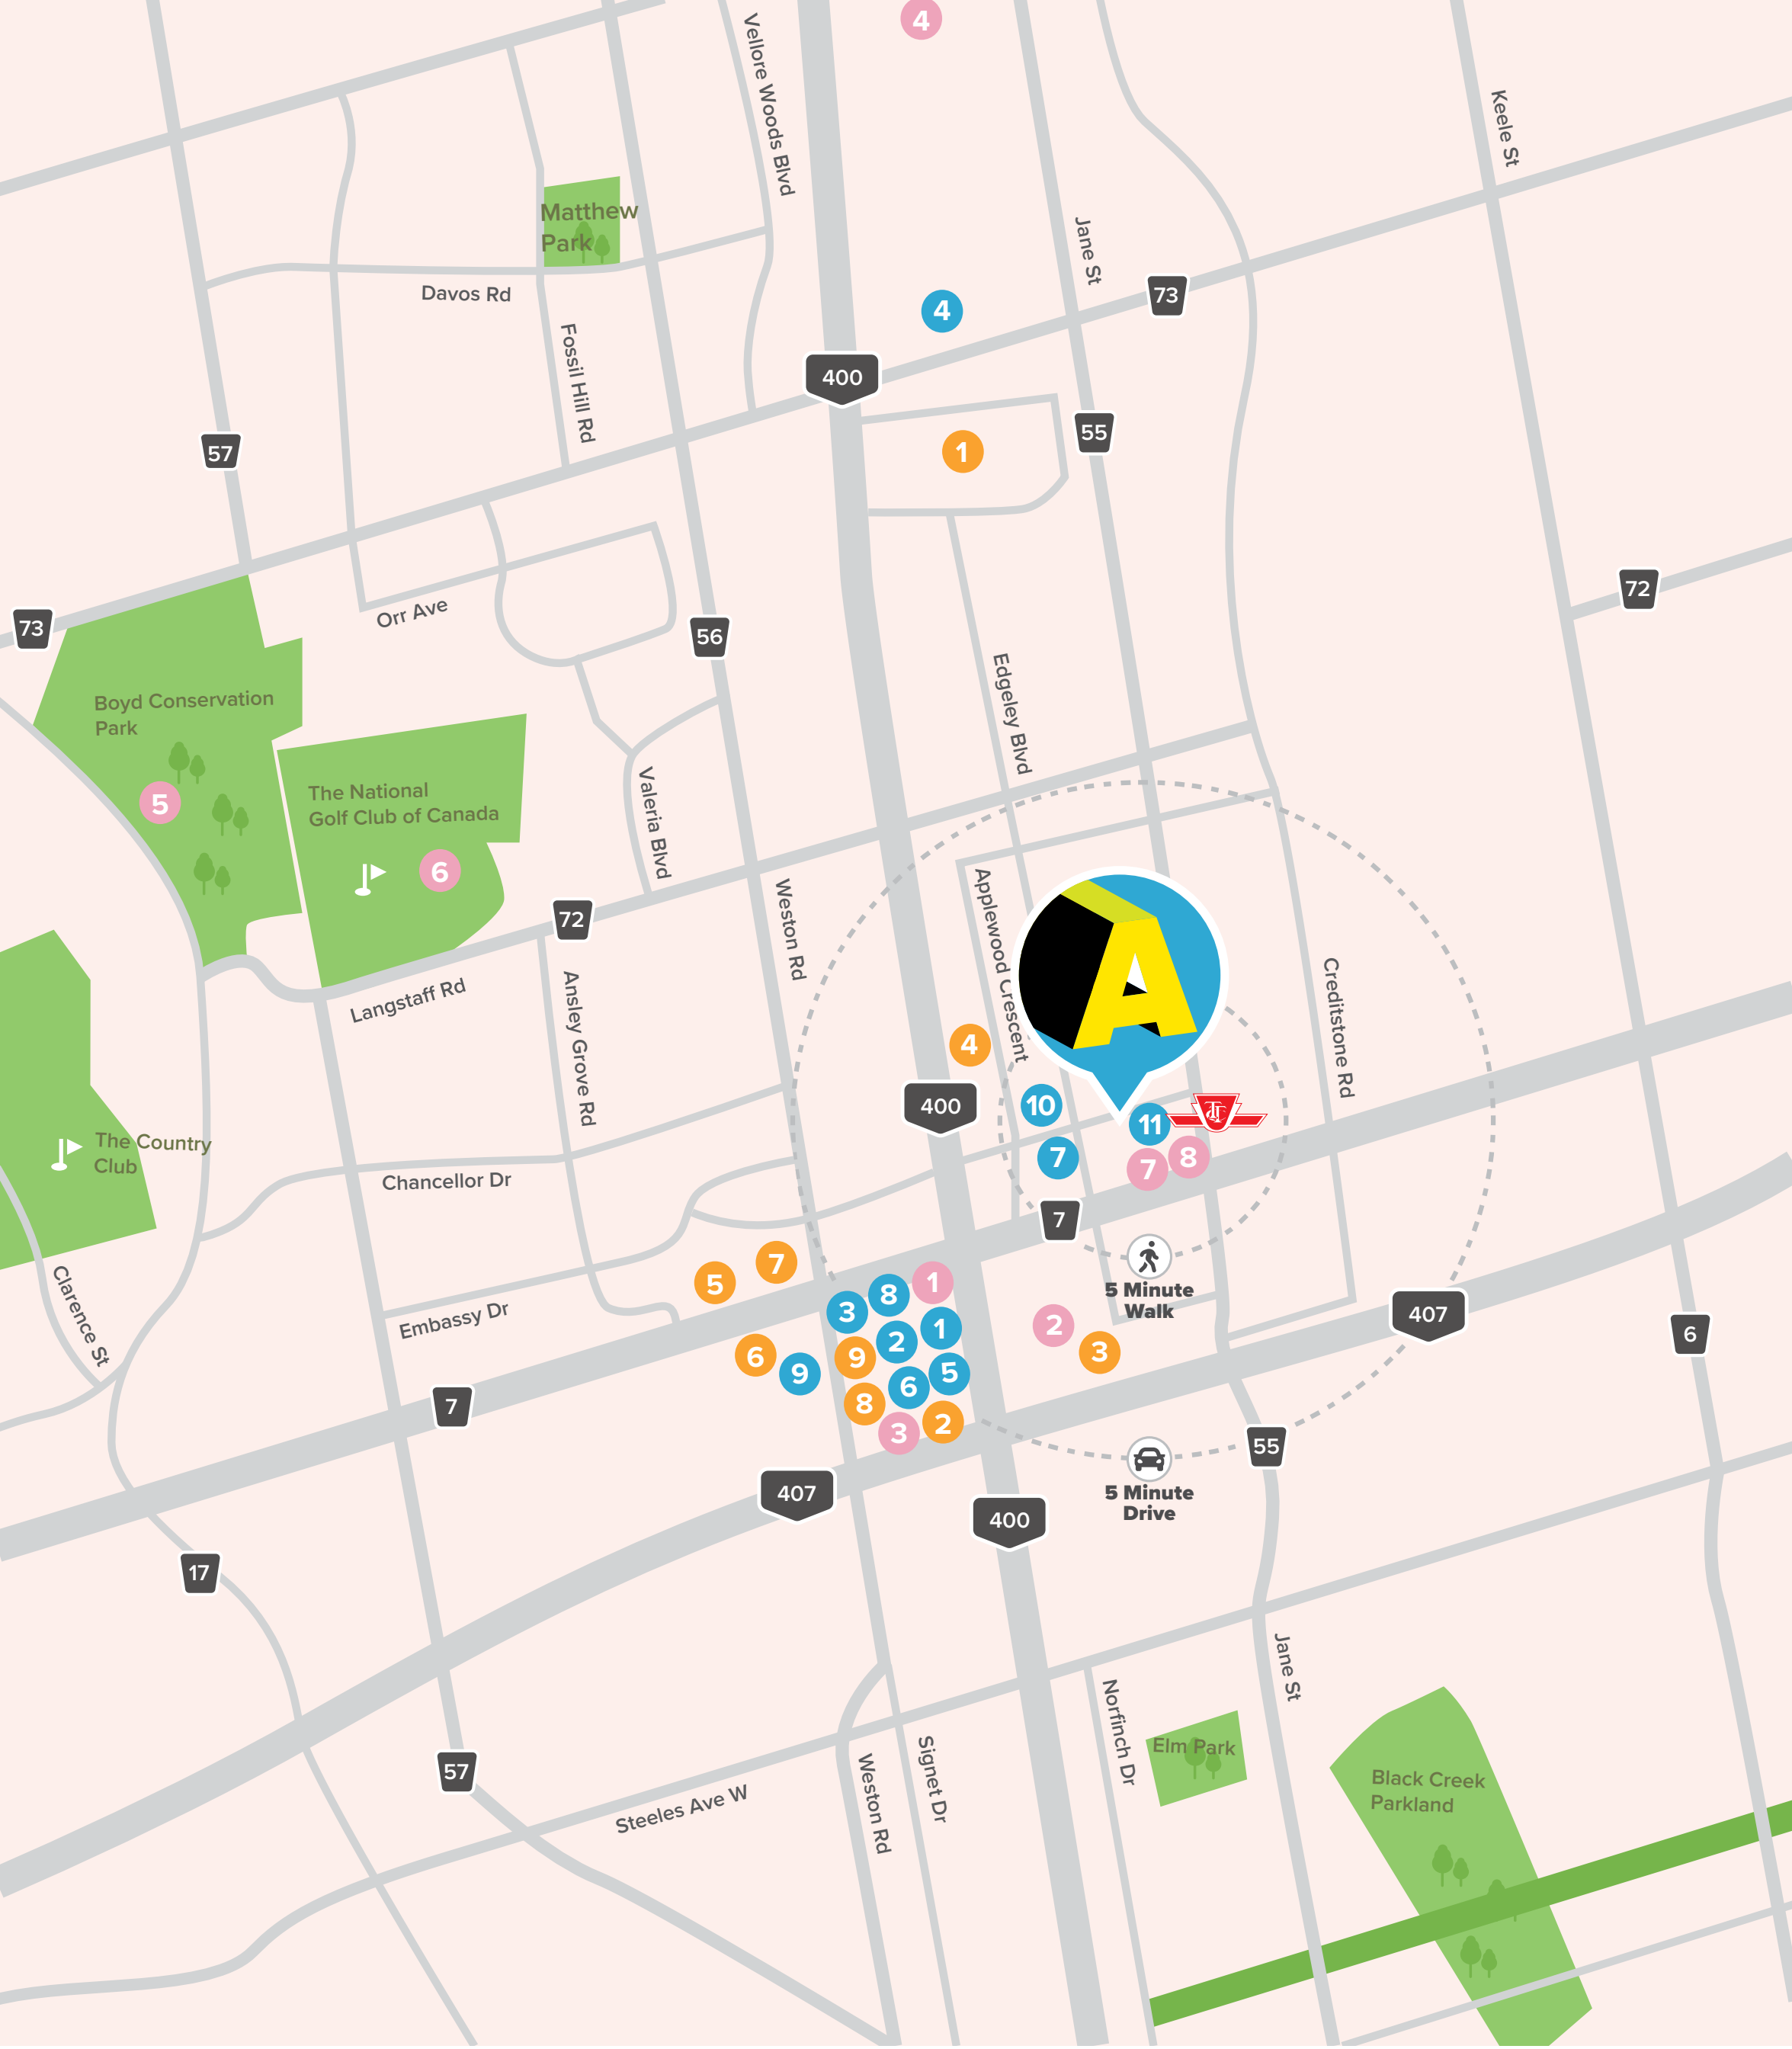 4
Vellore Woods Blvd
Keele St
Matthew
Park
Jane St
Davos Rd
73
4
Fossil Hill Rd
400
55
57
1
72
Orr Ave
73
56
Edgeley Blvd
Boyd Conservation
Park
Valeria Blvd
The National
Golf Club of Canada
5
6
Applewood Crescent
Weston Rd
72
A
Langstaff Rd
Ansley Grove Rd
Creditstone Rd
4
400
10
11
TTC
The Country
Club
7
7
8
Chancellor Dr
7
5 Minute
Walk
5
7
1
8
3
Clarence St
Embassy Dr
2
1
2
3
407
6
6
9
9
5
6
8
2
3
7
55
407
5 Minute
Drive
400
17
Jane St
Norfinch Dr
Elm Park
Signet Dr
57
Weston Rd
Steeles Ave W
Black Creek
Parkland